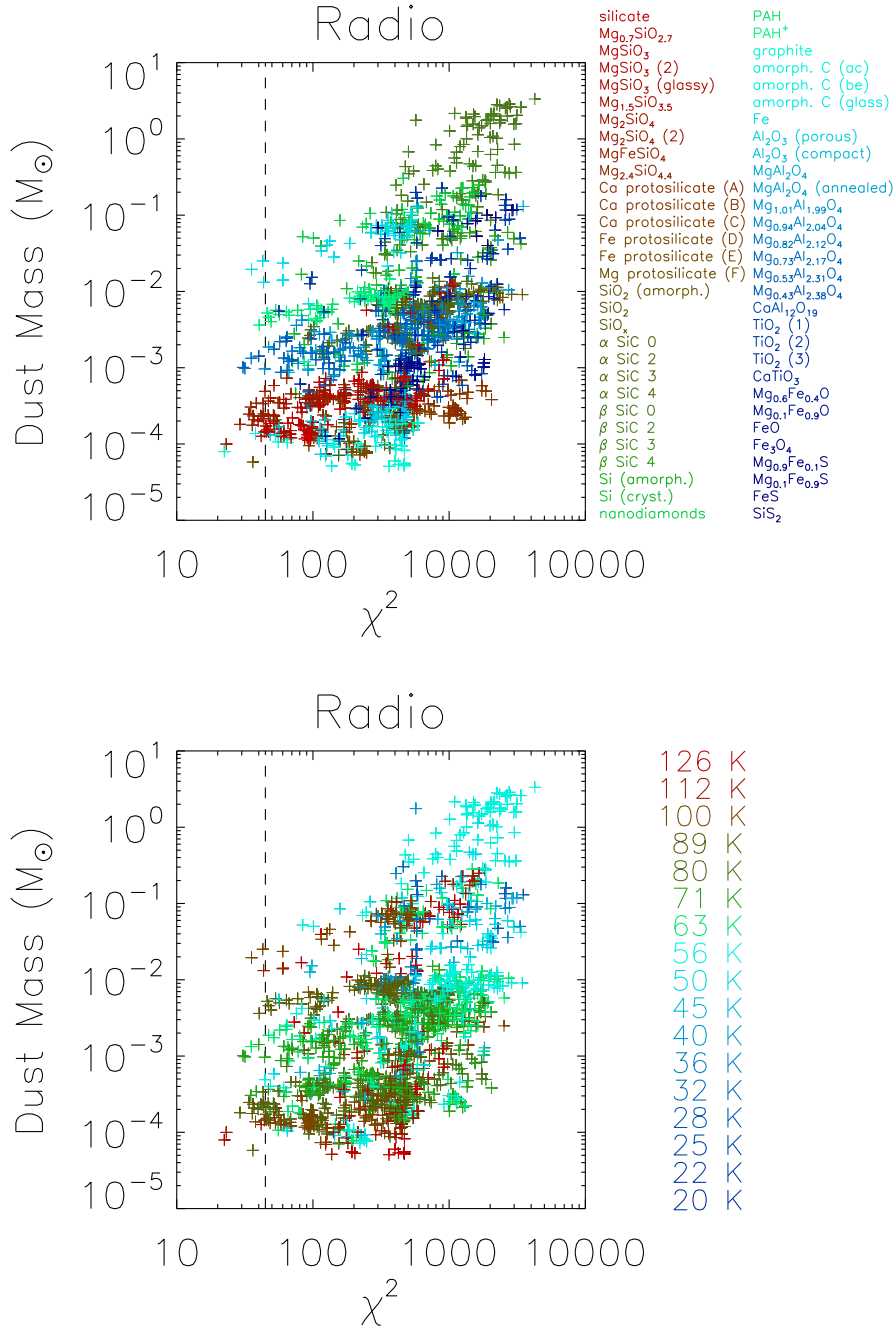 Radio
Dust Mass (M☉)
10¹
10⁰
10⁻¹
10⁻²
10⁻³
10⁻⁴
10⁻⁵
10 100 1000 10000
χ²
silicate
Mg₀.₇SiO₂.₇
MgSiO₃
MgSiO₃ (2)
MgSiO₃ (glassy)
Mg₁.₅SiO₃.₅
Mg₂SiO₄
Mg₂SiO₄ (2)
MgFeSiO₄
Mg₂.₄SiO₄.₄
Ca protosilicate (A)
Ca protosilicate (B)
Ca protosilicate (C)
Fe protosilicate (D)
Fe protosilicate (E)
Mg protosilicate (F)
SiO₂ (amorph.)
SiO₂
SiOₓ
α SiC 0
α SiC 2
α SiC 3
α SiC 4
β SiC 0
β SiC 2
β SiC 3
β SiC 4
Si (amorph.)
Si (cryst.)
nanodiamonds
PAH
PAH⁺
graphite
amorph. C (ac)
amorph. C (be)
amorph. C (glass)
Fe
Al₂O₃ (porous)
Al₂O₃ (compact)
MgAl₂O₄
MgAl₂O₄ (annealed)
Mg₁.₀₁Al₁.₉₉O₄
Mg₀.₉₄Al₂.₀₄O₄
Mg₀.₈₂Al₂.₁₂O₄
Mg₀.₇₃Al₂.₁₇O₄
Mg₀.₅₃Al₂.₃₁O₄
Mg₀.₄₃Al₂.₃₈O₄
CaAl₁₂O₁₉
TiO₂ (1)
TiO₂ (2)
TiO₂ (3)
CaTiO₃
Mg₀.₆Fe₀.₄O
Mg₀.₁Fe₀.₉O
FeO
Fe₃O₄
Mg₀.₉Fe₀.₁S
Mg₀.₁Fe₀.₉S
FeS
SiS₂
Radio
Dust Mass (M☉)
10¹
10⁰
10⁻¹
10⁻²
10⁻³
10⁻⁴
10⁻⁵
10 100 1000 10000
χ²
126 K
112 K
100 K
89 K
80 K
71 K
63 K
56 K
50 K
45 K
40 K
36 K
32 K
28 K
25 K
22 K
20 K